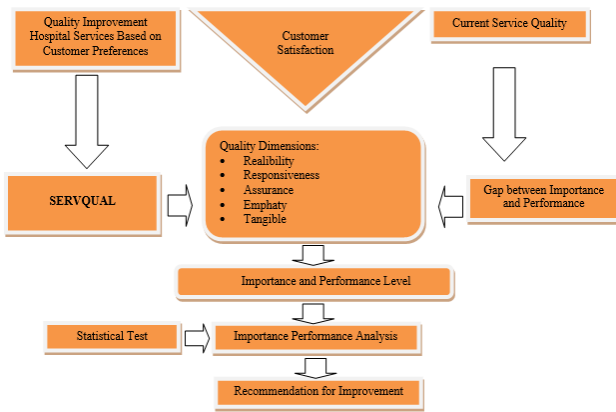 Quality Improvement
Hospital Services Based on
Customer Preferences
Customer
Satisfaction
Current Service Quality
Quality Dimensions:
• Realibility
• Responsiveness
• Assurance
• Emphaty
• Tangible
SERVQUAL
Gap between Importance
and Performance
Importance and Performance Level
Statistical Test
Importance Performance Analysis
Recommendation for Improvement